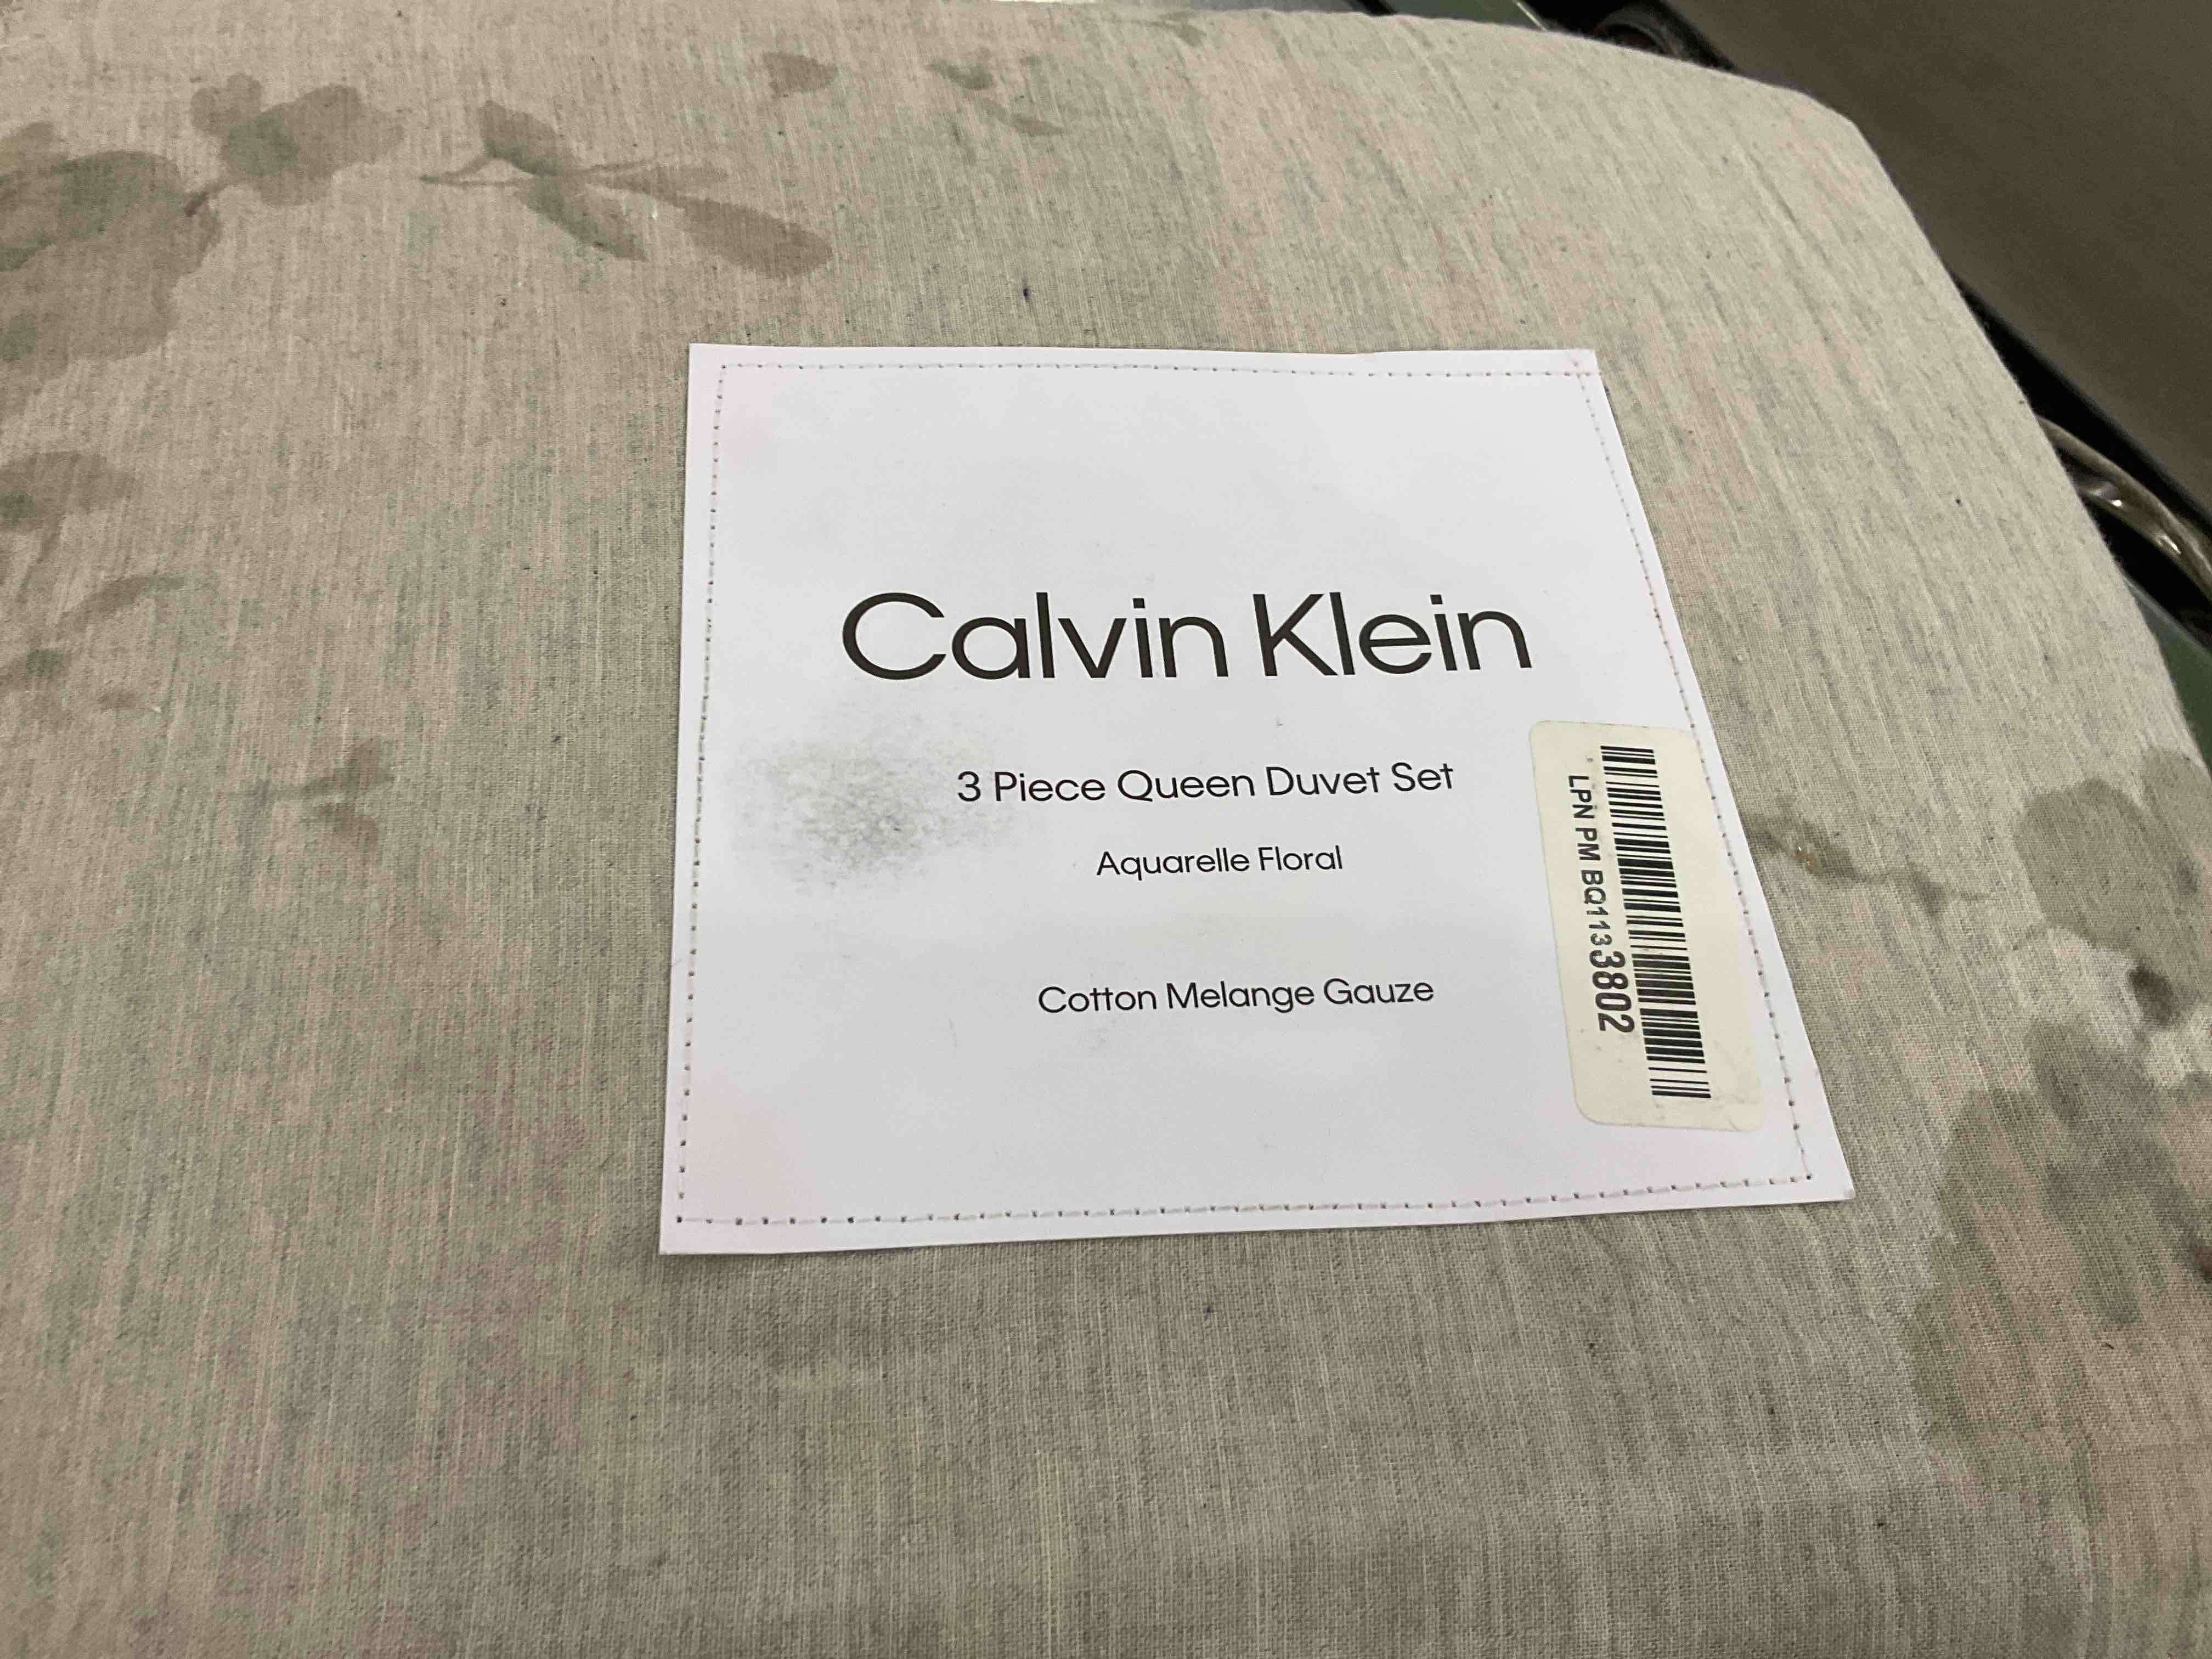 Calvin Klein
3 Piece Queen Duvet Set
Aquarelle Floral
Cotton Melange Gauze
LPN PM BQ1133802